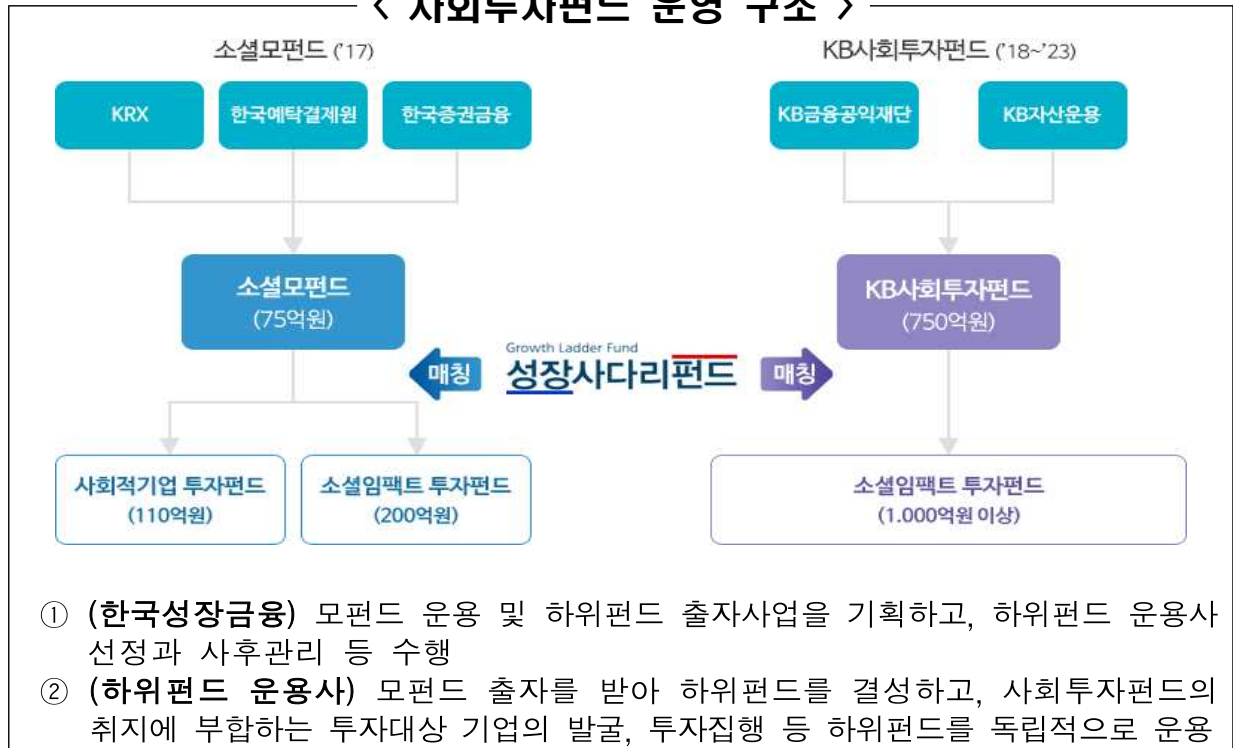 < 사회투자펀드 운영 구조 >
소셜모펀드 ('17)
KB사회투자펀드 ('18~'23)
KRX
한국예탁결제원
한국증권금융
KB금융공익재단
KB자산운용
소셜모펀드
(75억원)
KB사회투자펀드
(750억원)
매칭
Growth Ladder Fund
성장사다리펀드
매칭
사회적기업 투자펀드
(110억원)
소셜임팩트 투자펀드
(200억원)
소셜임팩트 투자펀드
(1.000억원 이상)
① (한국성장금융) 모펀드 운용 및 하위펀드 출자사업을 기획하고, 하위펀드 운용사
선정과 사후관리 등 수행
② (하위펀드 운용사) 모펀드 출자를 받아 하위펀드를 결성하고, 사회투자펀드의
취지에 부합하는 투자대상 기업의 발굴, 투자집행 등 하위펀드를 독립적으로 운용